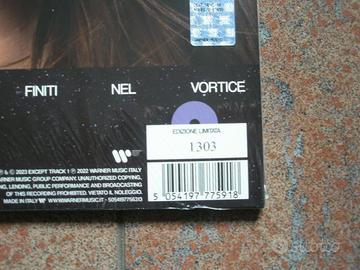 FINITI NEL VORTICE
EDIZIONE LIMITATA
1303
℗ & © 2023 EXCEPT TRACK 1 ℗ 2022 WARNER MUSIC ITALY
WARNER MUSIC GROUP COMPANY. UNAUTHORIZED COPYING,
LENDING, PUBLIC PERFORMANCE AND BROADCASTING
OF THIS RECORDING PROHIBITED. VIETATO IL NOLEGGIO.
MADE IN ITALY WWW.WARNERMUSIC.IT - 5054197775913
5 054197 775918
subito